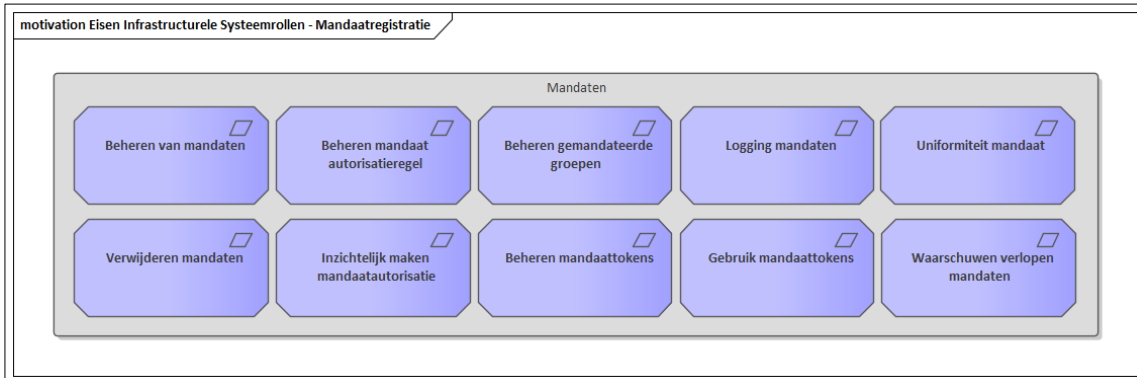 motivation Eisen Infrastructurele Systeemrollen - Mandaatregistratie
Mandaten
Beheren van mandaten
Beheren mandaat
autorisatieregel
Beheren gemandateerde
groepen
Logging mandaten
Uniformiteit mandaat
Verwijderen mandaten
Inzichtelijk maken
mandaatautorisatie
Beheren mandaattokens
Gebruik mandaattokens
Waarschuwen verlopen
mandaten